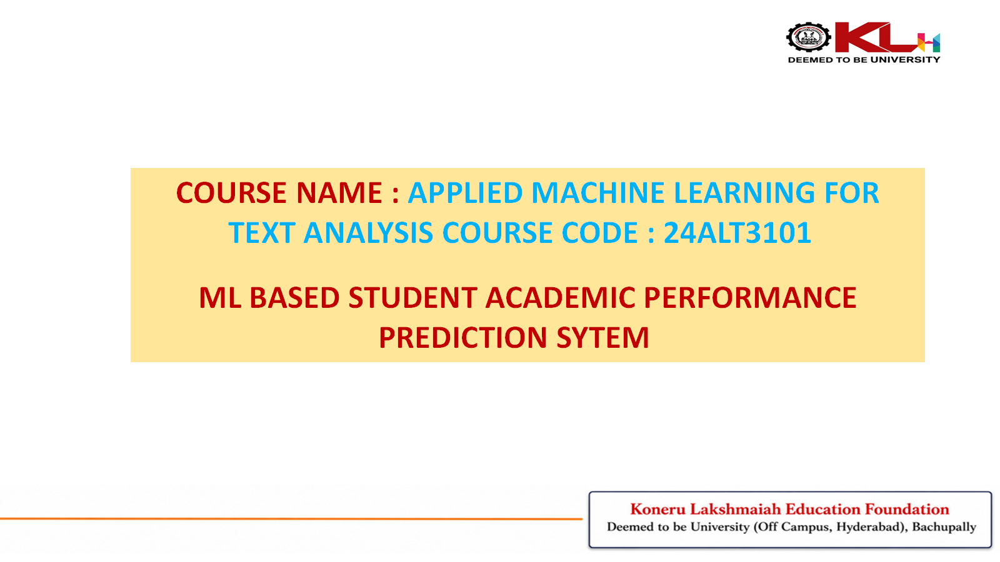 KLH
DEEMED TO BE UNIVERSITY
COURSE NAME : APPLIED MACHINE LEARNING FOR
TEXT ANALYSIS COURSE CODE : 24ALT3101
ML BASED STUDENT ACADEMIC PERFORMANCE
PREDICTION SYTEM
Koneru Lakshmaiah Education Foundation
Deemed to be University (Off Campus, Hyderabad), Bachupally